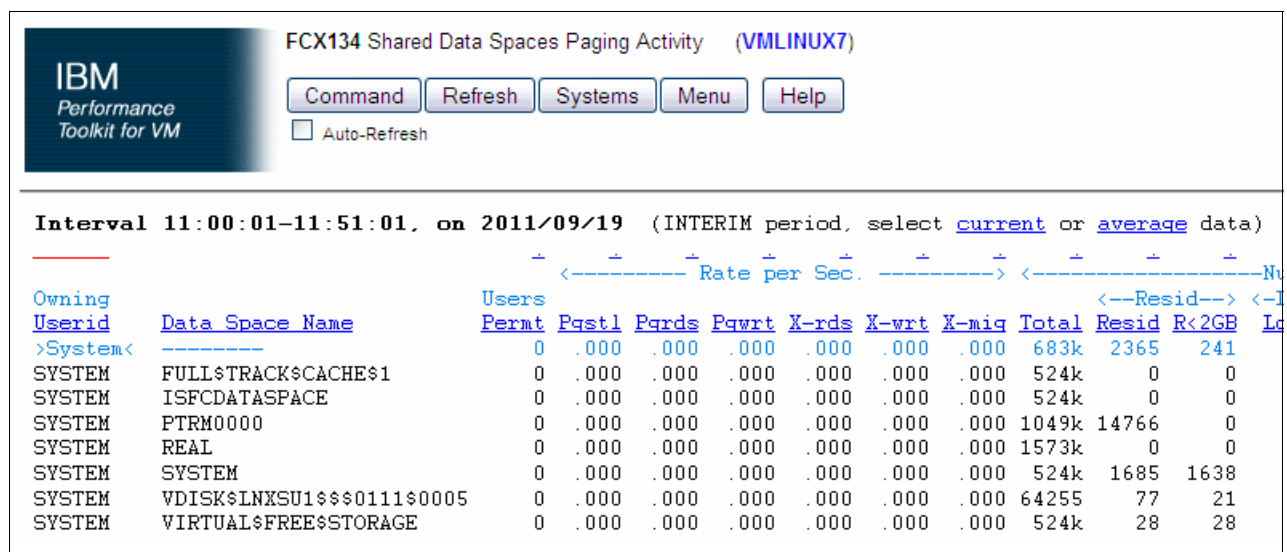 FCX134 Shared Data Spaces Paging Activity (VMLINUX7)
IBM
Performance
Toolkit for VM
Command Refresh Systems Menu Help
Auto-Refresh
Interval 11:00:01–11:51:01, on 2011/09/19 (INTERIM period, select current or average data)
. . . . . . . . . .
<--------- Rate per Sec. ---------> <------------------Nu
Owning Users <--Resid-->
Userid Data Space Name Permt Pgstl Pgrds Pgwrt X-rds X-wrt X-mig Total Resid R<2GB Lo
>System< -------- 0 .000 .000 .000 .000 .000 .000 683k 2365 241
SYSTEM FULL$TRACK$CACHE$1 0 .000 .000 .000 .000 .000 .000 524k 0 0
SYSTEM ISFCDATASPACE 0 .000 .000 .000 .000 .000 .000 524k 0 0
SYSTEM PTRM0000 0 .000 .000 .000 .000 .000 .000 1049k 14766 0
SYSTEM REAL 0 .000 .000 .000 .000 .000 .000 1573k 0 0
SYSTEM SYSTEM 0 .000 .000 .000 .000 .000 .000 524k 1685 1638
SYSTEM VDISK$LNXSU1$$$0111$0005 0 .000 .000 .000 .000 .000 .000 64255 77 21
SYSTEM VIRTUAL$FREE$STORAGE 0 .000 .000 .000 .000 .000 .000 524k 28 28